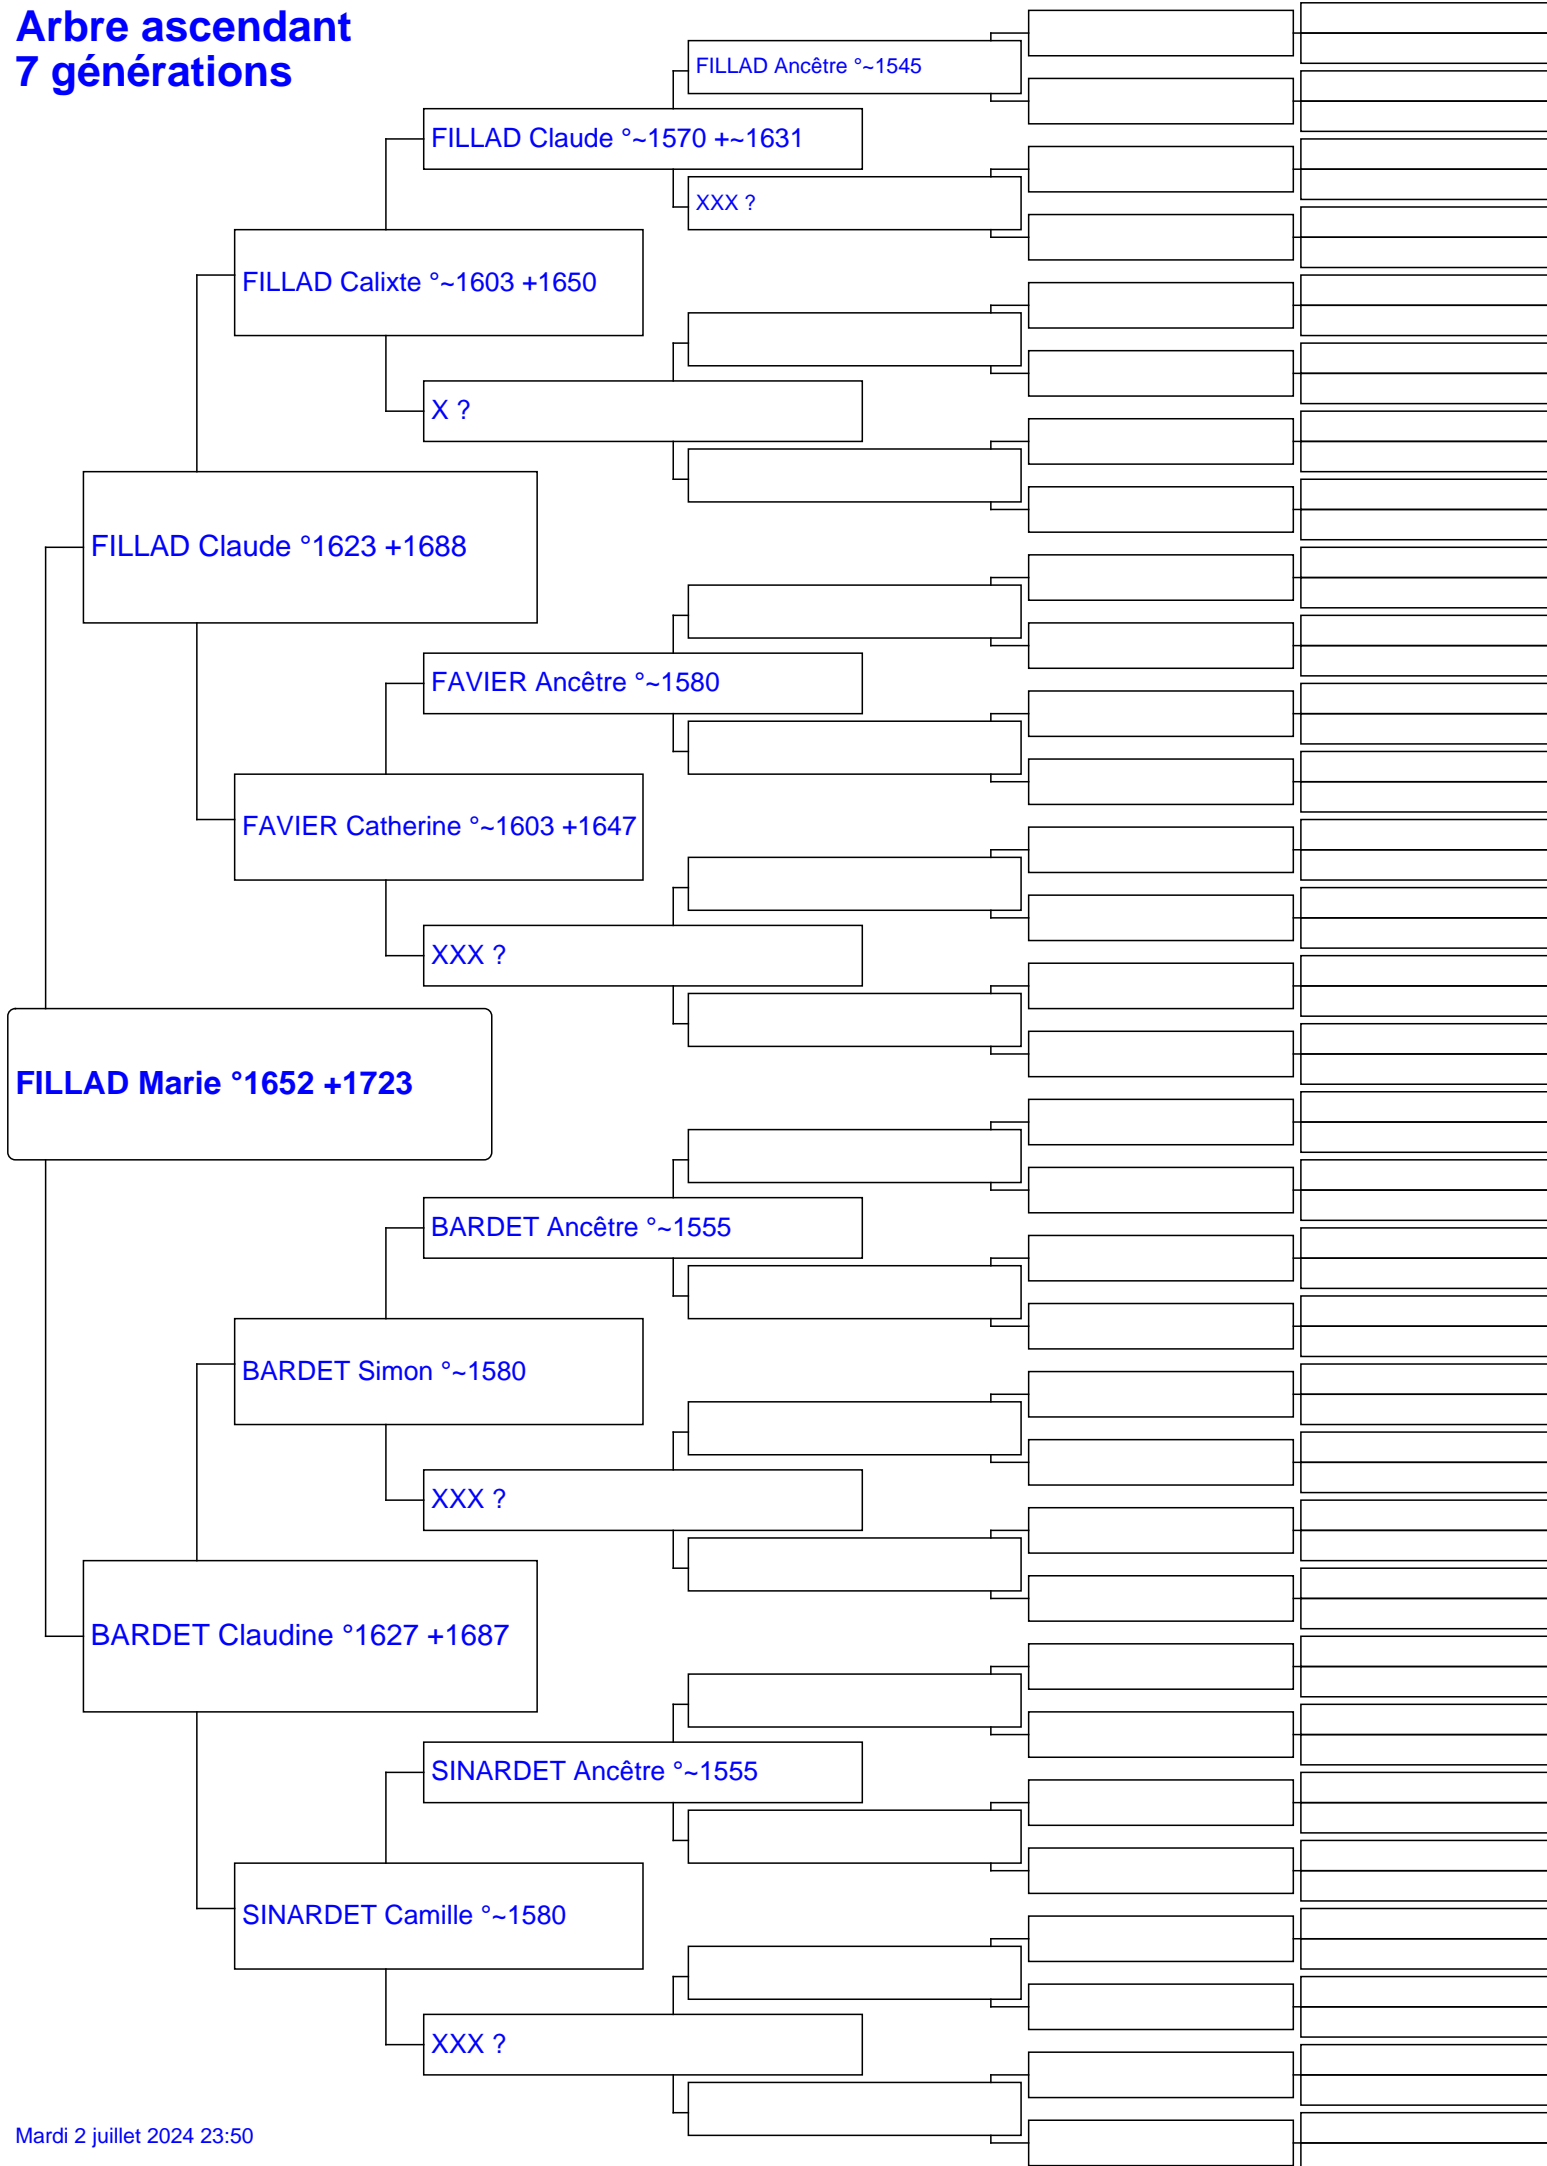 Arbre ascendant
7 générations
FILLAD Ancêtre °~1545
FILLAD Claude °~1570 +~1631
XXX ?
FILLAD Calixte °~1603 +1650
X ?
FILLAD Claude °1623 +1688
FAVIER Ancêtre °~1580
FAVIER Catherine °~1603 +1647
XXX ?
FILLAD Marie °1652 +1723
BARDET Ancêtre °~1555
BARDET Simon °~1580
XXX ?
BARDET Claudine °1627 +1687
SINARDET Ancêtre °~1555
SINARDET Camille °~1580
XXX ?
Mardi 2 juillet 2024 23:50